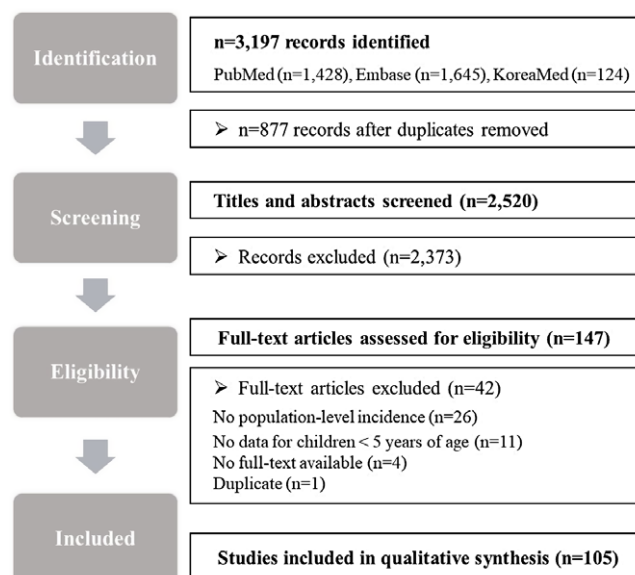 Identification
n=3,197 records identified
PubMed (n=1,428), Embase (n=1,645), KoreaMed (n=124)
➢ n=877 records after duplicates removed
Screening
Titles and abstracts screened (n=2,520)
➢ Records excluded (n=2,373)
Eligibility
Full-text articles assessed for eligibility (n=147)
➢ Full-text articles excluded (n=42)
No population-level incidence (n=26)
No data for children < 5 years of age (n=11)
No full-text available (n=4)
Duplicate (n=1)
Included
Studies included in qualitative synthesis (n=105)